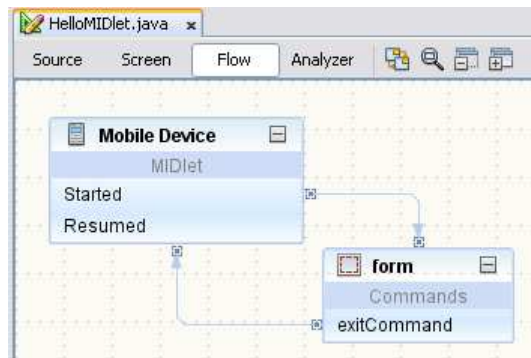 HelloMIDlet.java x
Source Screen Flow Analyzer
Mobile Device
MIDlet
Started
Resumed
form
Commands
exitCommand